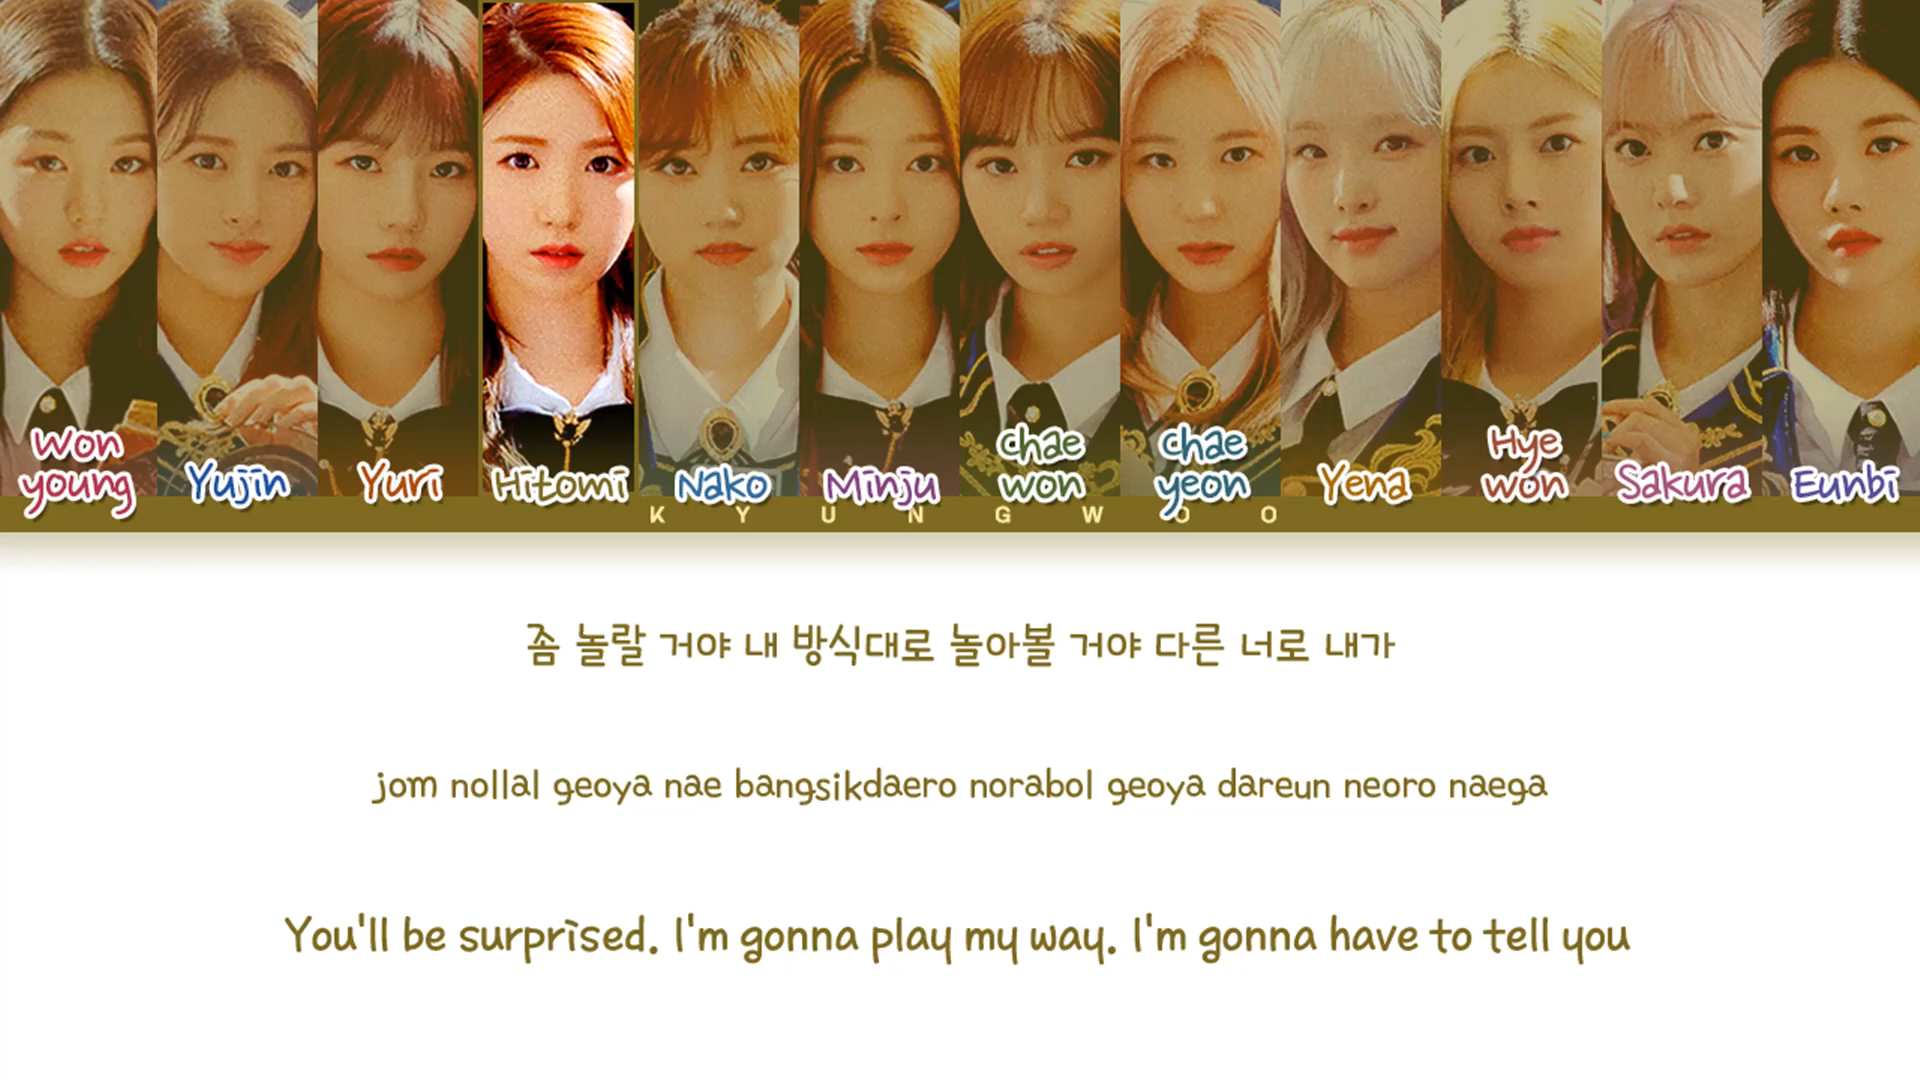 Won young
Yujin
Yuri
Hitomi
Nako
Minju
chae won
chae yeon
Yena
Hye won
Sakura
Eunbi
KYUNGWOO
좀 놀랄 거야 내 방식대로 놀아볼 거야 다른 너로 내가
jom nollal geoya nae bangsikdaero norabol geoya dareun neoro naega
You'll be surprised. I'm gonna play my way. I'm gonna have to tell you